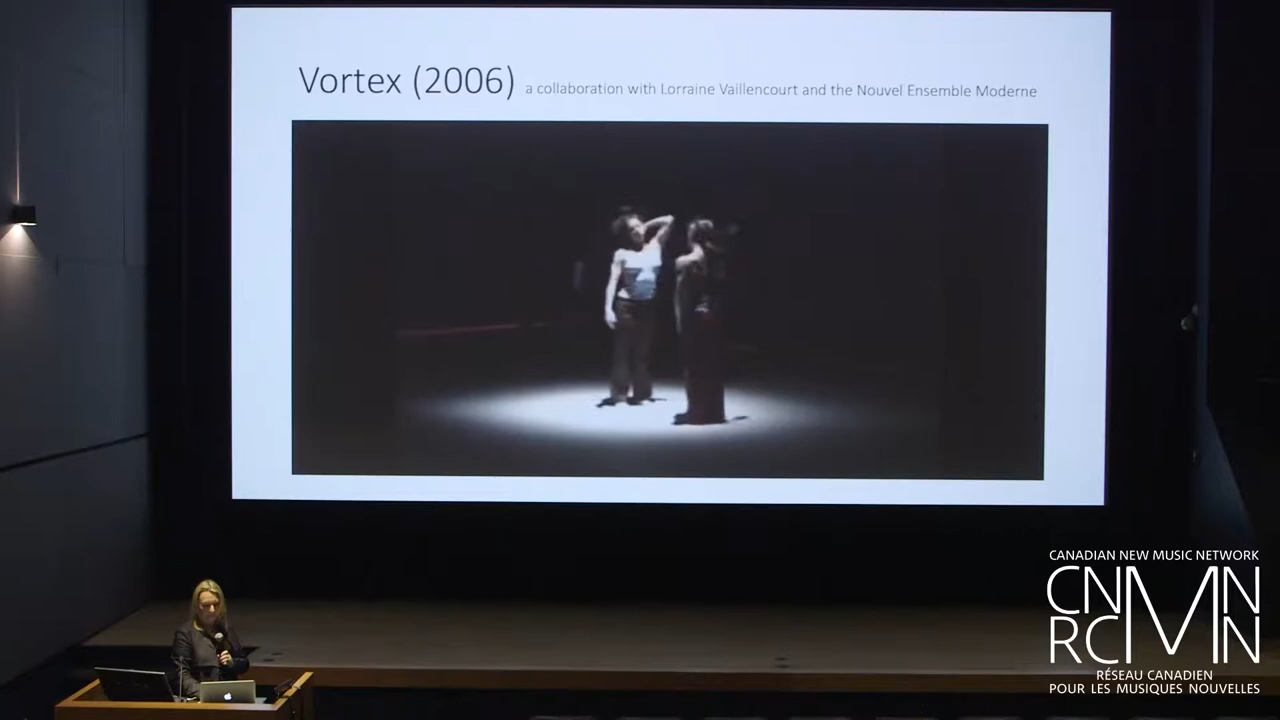 Vortex (2006) a collaboration with Lorraine Vaillencourt and the Nouvel Ensemble Moderne
CANADIAN NEW MUSIC NETWORK
CNMN
RCMN
RÉSEAU CANADIEN
POUR LES MUSIQUES NOUVELLES